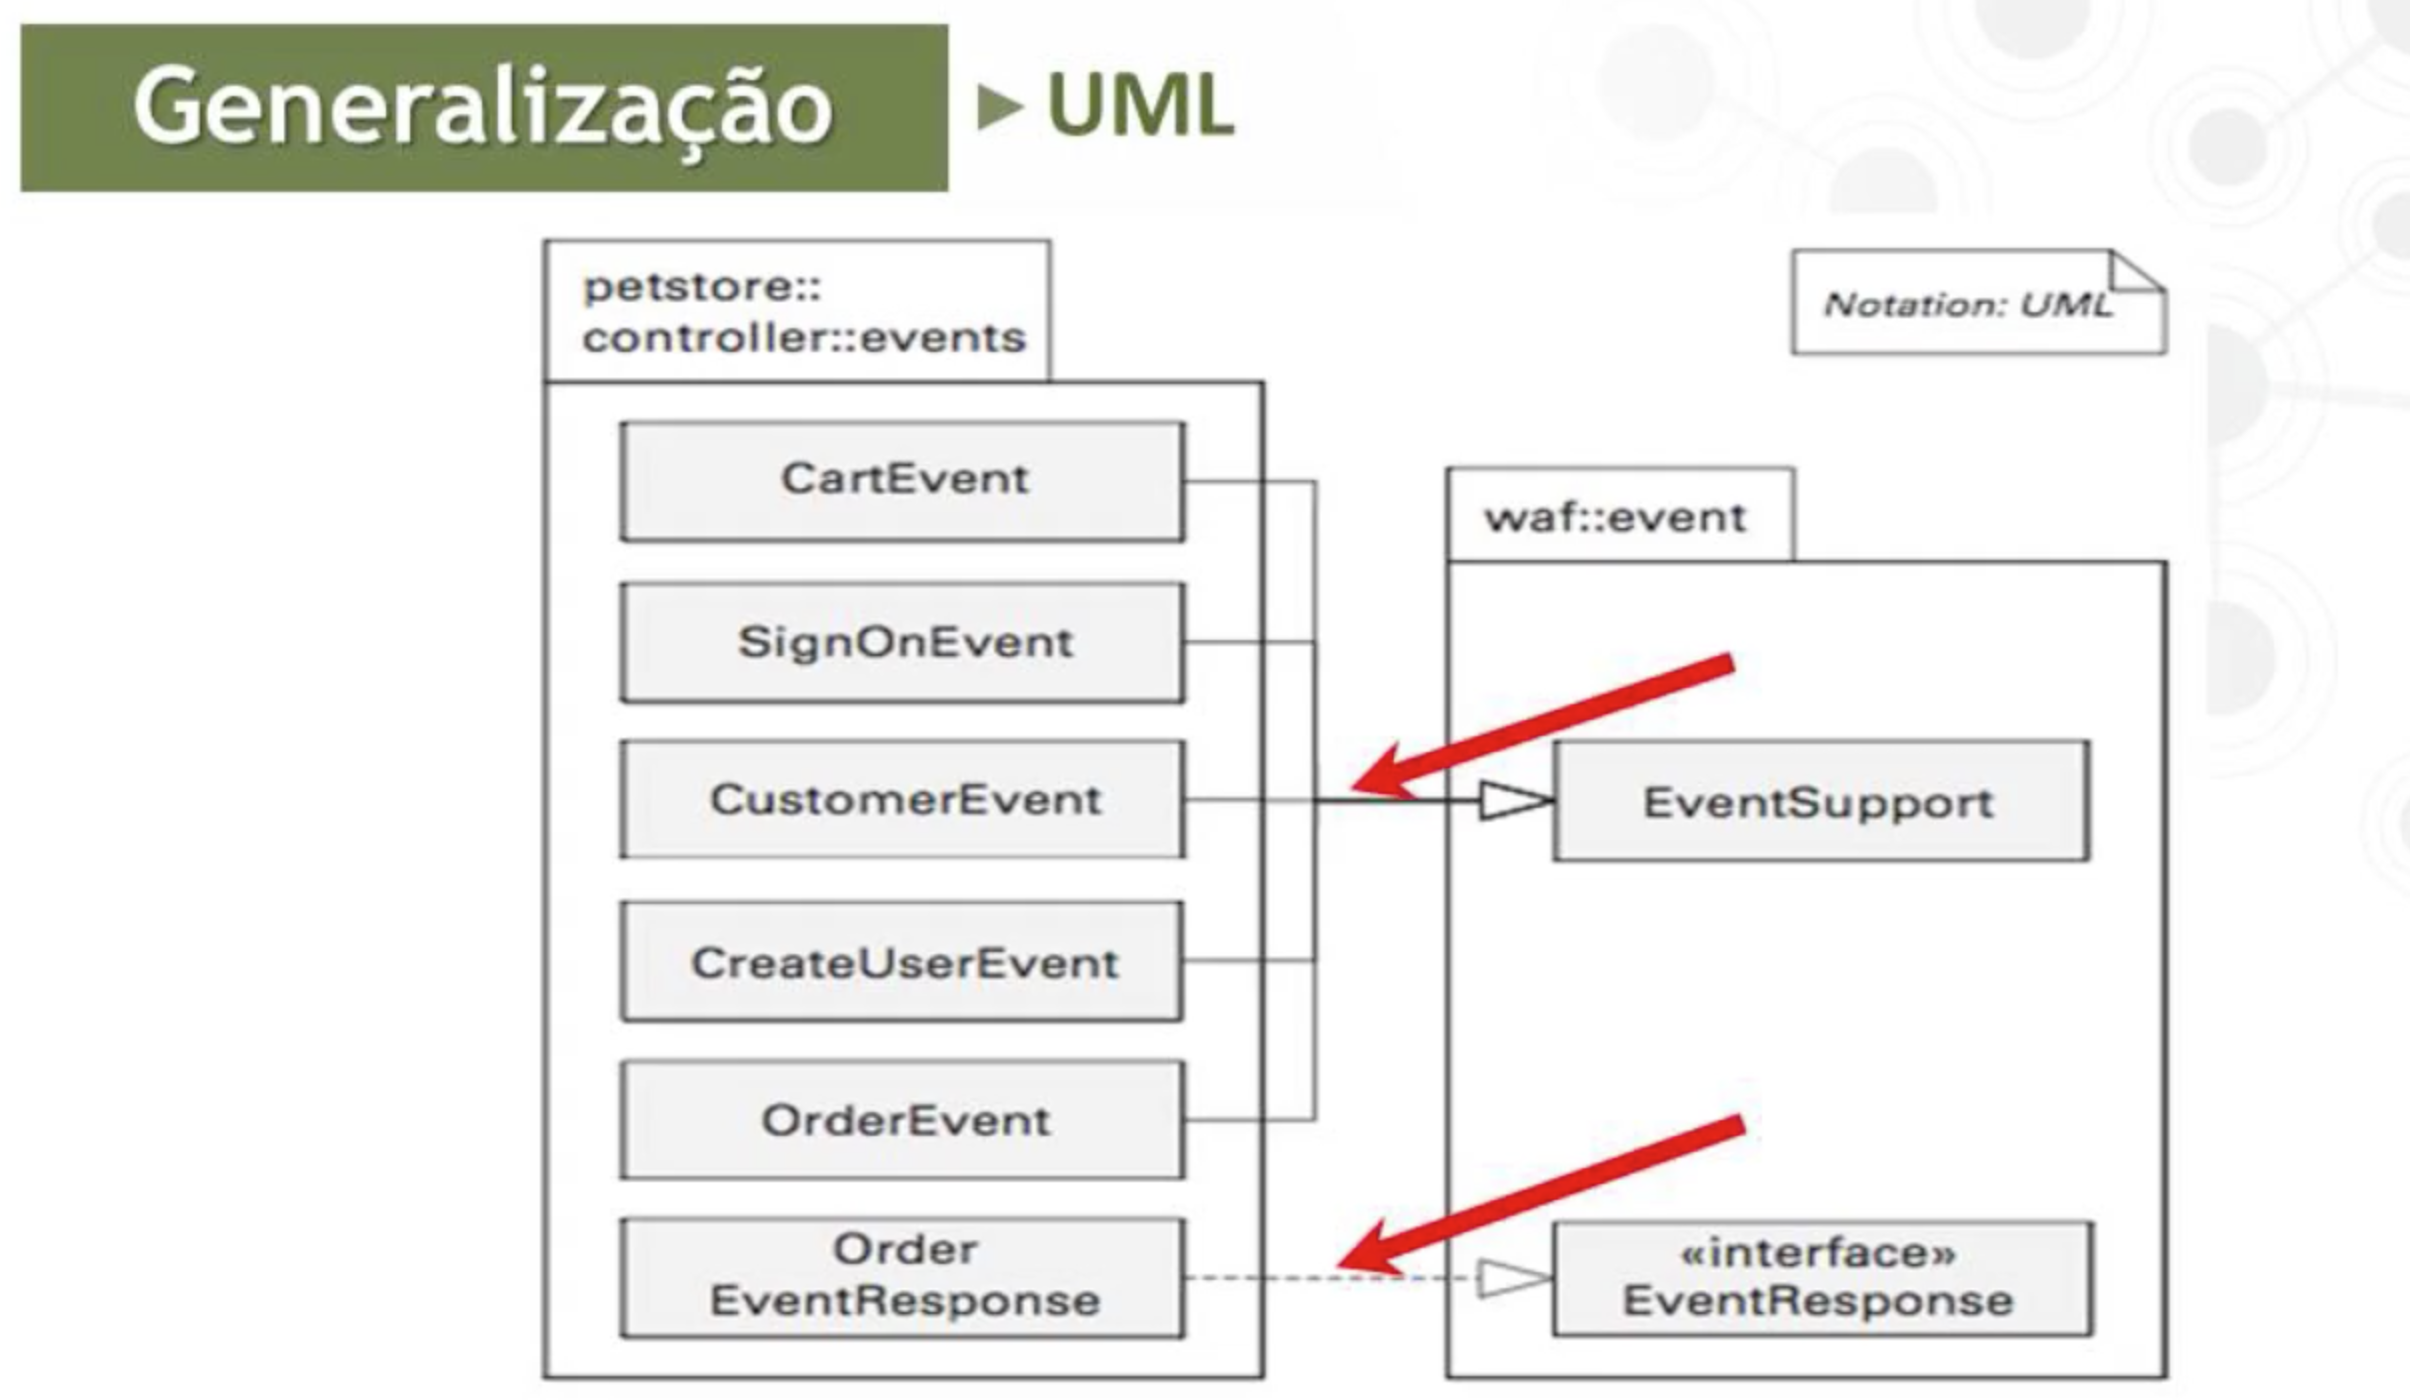 Generalização
UML
petstore::
controller::events
Notation: UML
CartEvent
waf::event
SignOnEvent
CustomerEvent
EventSupport
CreateUserEvent
OrderEvent
Order
EventResponse
«interface»
EventResponse